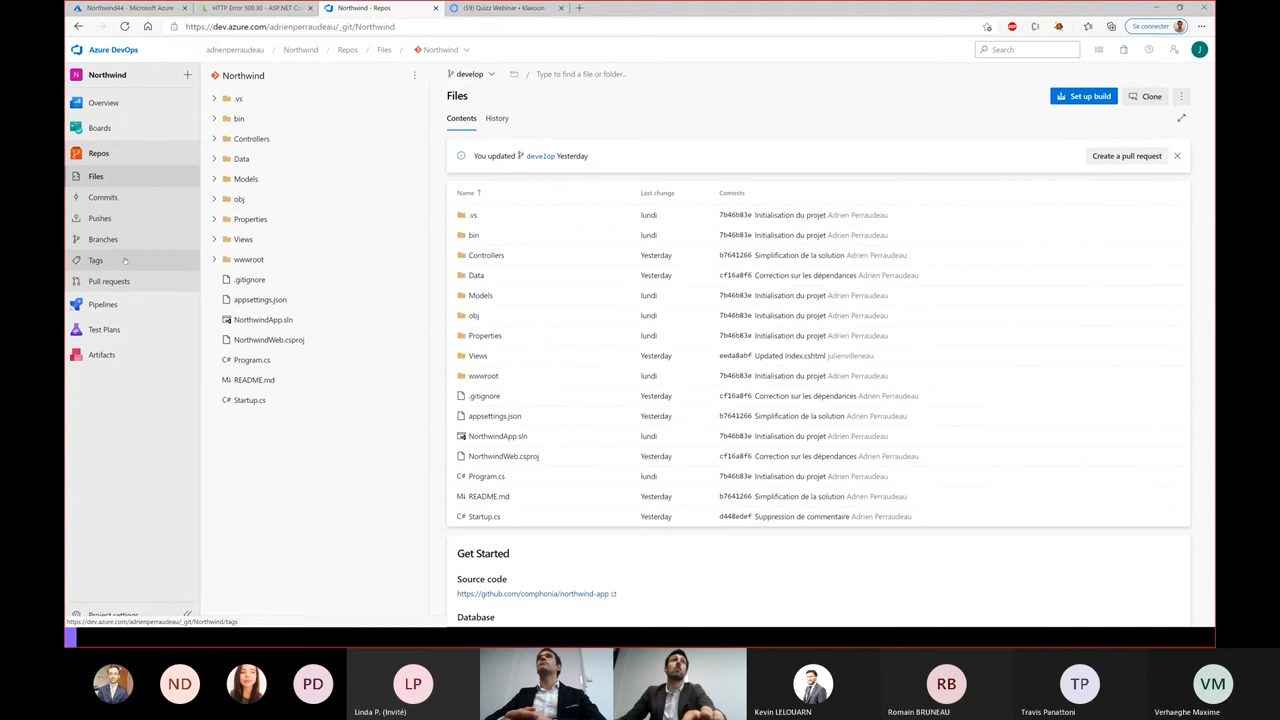 Northwind44 - Microsoft Azure
HTTP Error 500.30 - ASP.NET Co
Northwind - Repos
(59) Quizz Webinar • Klaxoon
https://dev.azure.com/adrienperraudeau/_git/Northwind
Se connecter
Azure DevOps
adrienperraudeau / Northwind / Repos / Files / Northwind
Search
J
N
Northwind
Overview
Boards
Repos
Files
Commits
Pushes
Branches
Tags
Pull requests
Pipelines
Test Plans
Artifacts
Project settings
https://dev.azure.com/adrienperraudeau/_git/Northwind/tags
Northwind
.vs
bin
Controllers
Data
Models
obj
Properties
Views
wwwroot
.gitignore
appsettings.json
NorthwindApp.sln
NorthwindWeb.csproj
C# Program.cs
README.md
C# Startup.cs
develop / Type to find a file or folder...
Files
Set up build
Clone
Contents
History
You updated develop Yesterday
Create a pull request
Name Last change Commits
.vs lundi 7b46b83e Initialisation du projet Adrien Perraudeau
bin lundi 7b46b83e Initialisation du projet Adrien Perraudeau
Controllers Yesterday b7641266 Simplification de la solution Adrien Perraudeau
Data Yesterday cf16a8f6 Correction sur les dépendances Adrien Perraudeau
Models lundi 7b46b83e Initialisation du projet Adrien Perraudeau
obj lundi 7b46b83e Initialisation du projet Adrien Perraudeau
Properties lundi 7b46b83e Initialisation du projet Adrien Perraudeau
Views Yesterday eeda8abf Updated Index.cshtml julienvilleneau
wwwroot lundi 7b46b83e Initialisation du projet Adrien Perraudeau
.gitignore Yesterday cf16a8f6 Correction sur les dépendances Adrien Perraudeau
appsettings.json Yesterday b7641266 Simplification de la solution Adrien Perraudeau
NorthwindApp.sln lundi 7b46b83e Initialisation du projet Adrien Perraudeau
NorthwindWeb.csproj Yesterday cf16a8f6 Correction sur les dépendances Adrien Perraudeau
C# Program.cs lundi 7b46b83e Initialisation du projet Adrien Perraudeau
README.md Yesterday b7641266 Simplification de la solution Adrien Perraudeau
C# Startup.cs Yesterday d448edef Suppression de commentaire Adrien Perraudeau
Get Started
Source code
https://github.com/comphonia/northwind-app
Database
ND
PD
LP
Linda P. (Invité)
Kevin LELOUARN
RB
Romain BRUNEAU
TP
Travis Panattoni
VM
Verhaeghe Maxime